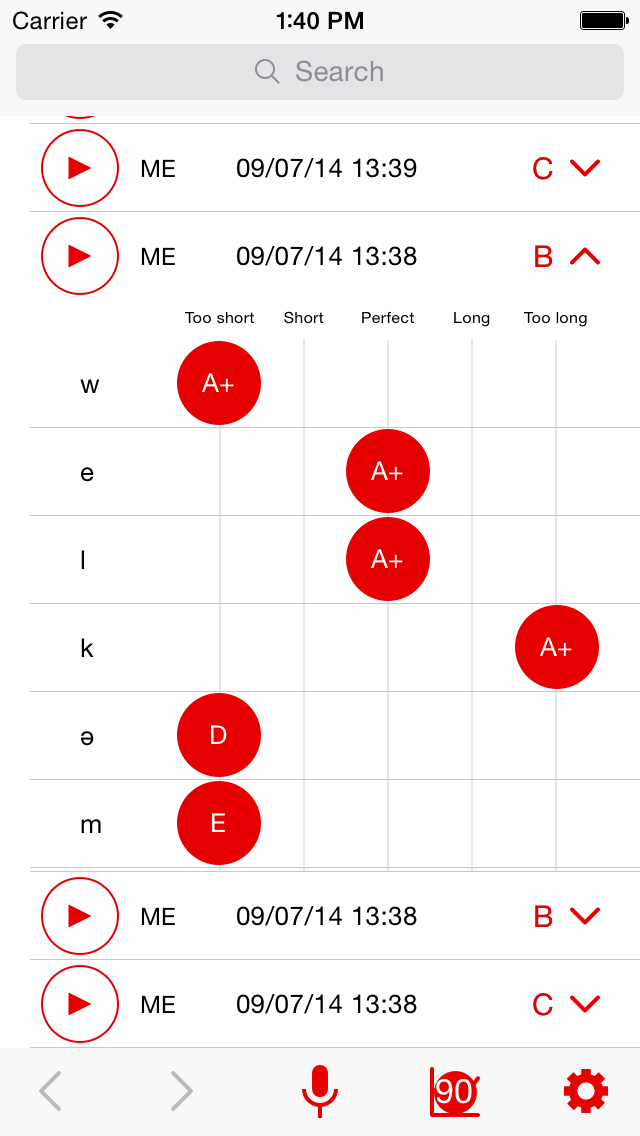 Carrier 1:40 PM
Search
ME 09/07/14 13:39 C
ME 09/07/14 13:38 B
Too short Short Perfect Long Too long
w A+
e A+
l A+
k A+
ə D
m E
ME 09/07/14 13:38 B
ME 09/07/14 13:38 C
90